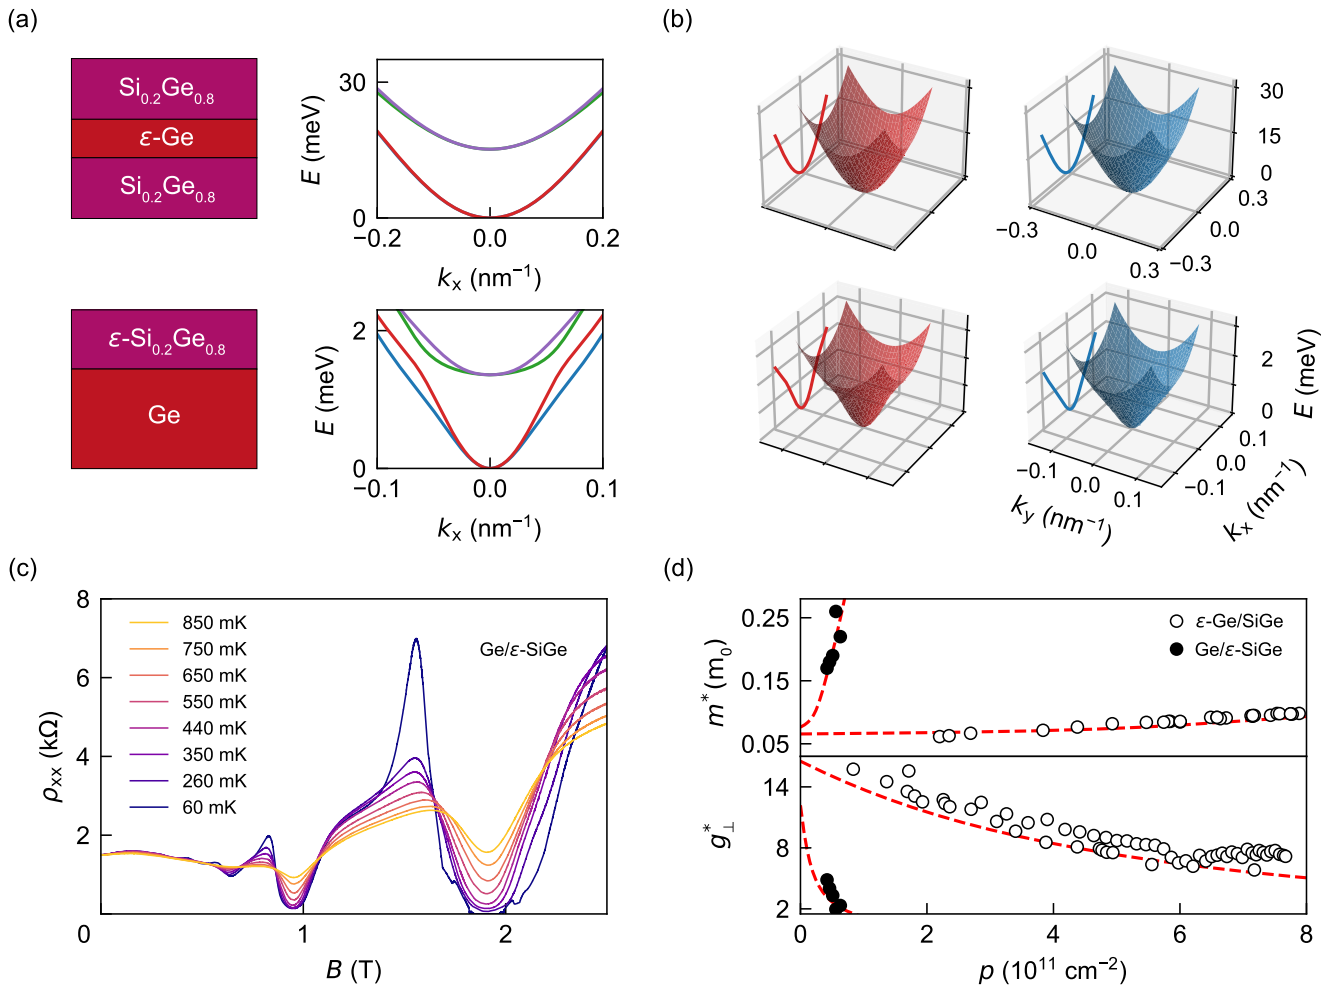 (a)
Si0.2Ge0.8
ε-Ge
Si0.2Ge0.8
30
0
E (meV)
−0.2 0.0 0.2
kx (nm−1)
ε-Si0.2Ge0.8
Ge
2
0
E (meV)
−0.1 0.0 0.1
kx (nm−1)
(b)
30
15
0
0.3
0.0
−0.3
−0.3
0.0
0.3
2
0
E (meV)
0.1
0.0
−0.1
kx (nm−1)
−0.1
0.0
0.1
ky (nm−1)
(c)
8
6
4
2
ρxx (kΩ)
850 mK
750 mK
650 mK
550 mK
440 mK
350 mK
260 mK
60 mK
Ge/ε-SiGe
0 1 2
B (T)
(d)
0.25
0.15
0.05
m* (m0)
ε-Ge/SiGe
Ge/ε-SiGe
14
8
2
g*⊥
0 2 4 6 8
p (1011 cm−2)